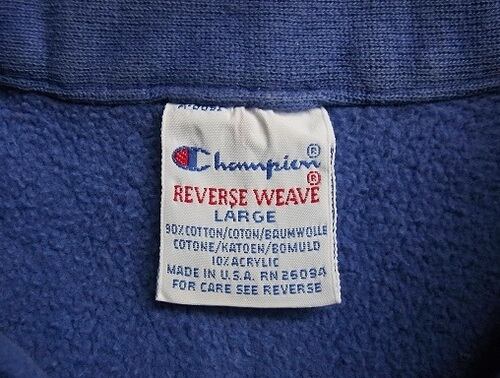 Champion®
REVERSE WEAVE®
LARGE
90% COTTON/COTON/BAUMWOLLE
COTONE/KATOEN/BOMULD
10% ACRYLIC
MADE IN U.S.A. RN 26094
FOR CARE SEE REVERSE